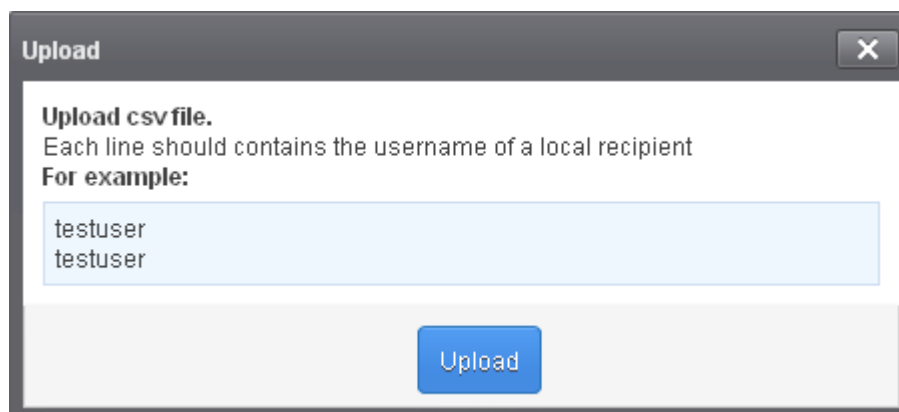 Upload
Upload csv file.
Each line should contains the username of a local recipient
For example:
testuser
testuser
Upload